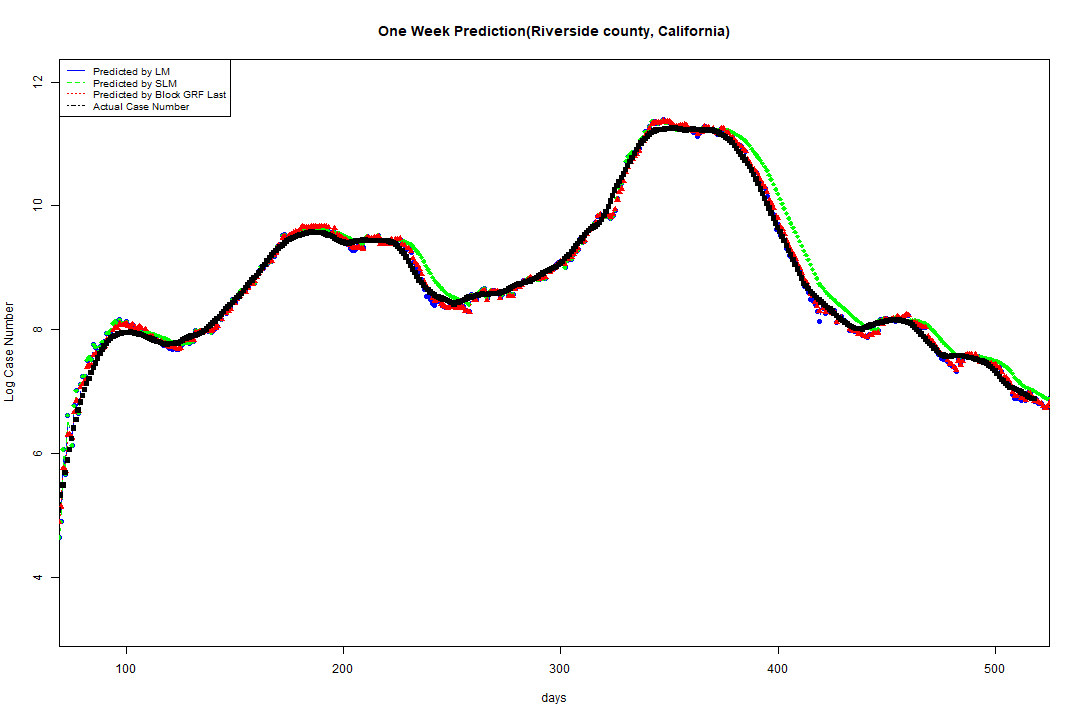 One Week Prediction(Riverside county, California)
Predicted by LM
Predicted by SLM
Predicted by Block GRF Last
Actual Case Number
12
10
8
6
4
Log Case Number
100 200 300 400 500
days